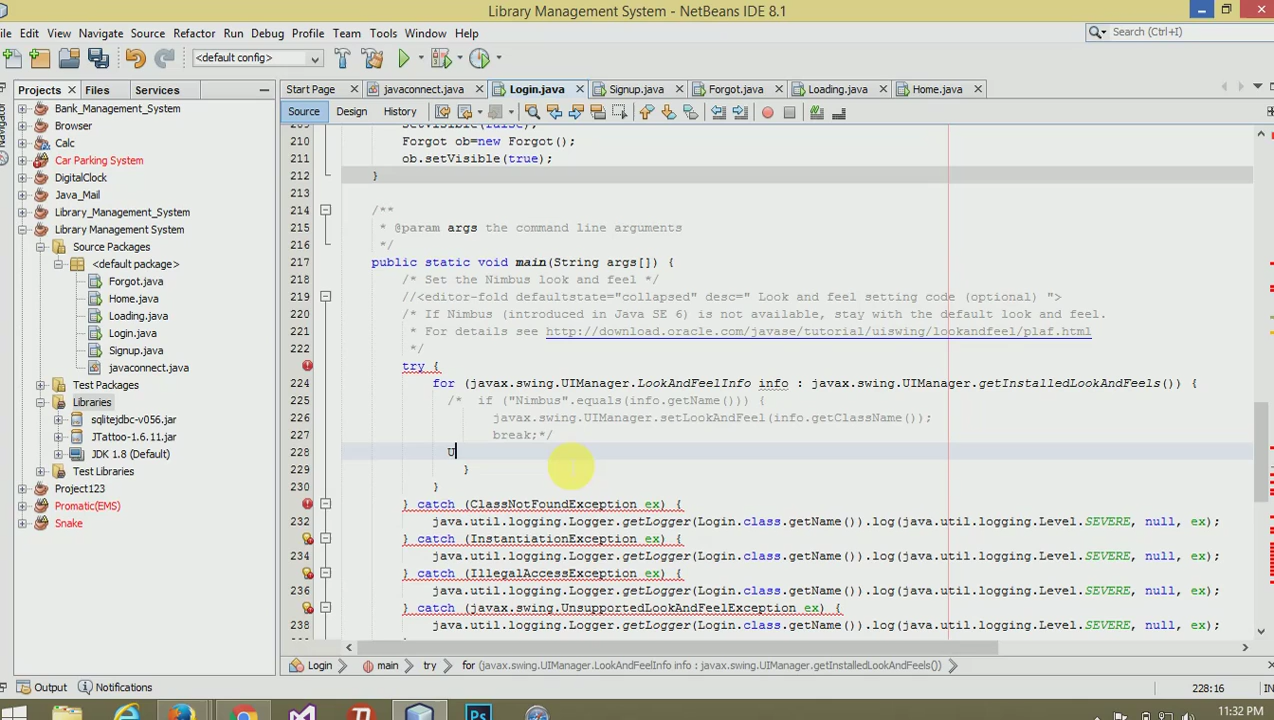 Library Management System - NetBeans IDE 8.1
File Edit View Navigate Source Refactor Run Debug Profile Team Tools Window Help
Search (Ctrl+I)
<default config>
Projects Files Services
Start Page javaconnect.java Login.java Signup.java Forgot.java Loading.java Home.java
Source Design History
Navigator
Bank_Management_System
Browser
Calc
Car Parking System
DigitalClock
Java_Mail
Library_Management_System
Library Management System
Source Packages
<default package>
Forgot.java
Home.java
Loading.java
Login.java
Signup.java
javaconnect.java
Test Packages
Libraries
sqlitejdbc-v056.jar
JTattoo-1.6.11.jar
JDK 1.8 (Default)
Test Libraries
Project123
Promatic(EMS)
Snake
209 setVisible(false);
210 Forgot ob=new Forgot();
211 ob.setVisible(true);
212 }
213
214 /**
215 * @param args the command line arguments
216 */
217 public static void main(String args[]) {
218 /* Set the Nimbus look and feel */
219 //<editor-fold defaultstate="collapsed" desc=" Look and feel setting code (optional) ">
220 /* If Nimbus (introduced in Java SE 6) is not available, stay with the default look and feel.
221 * For details see http://download.oracle.com/javase/tutorial/uiswing/lookandfeel/plaf.html
222 */
try {
224 for (javax.swing.UIManager.LookAndFeelInfo info : javax.swing.UIManager.getInstalledLookAndFeels()) {
225 /* if ("Nimbus".equals(info.getName())) {
226 javax.swing.UIManager.setLookAndFeel(info.getClassName());
227 break;*/
228 U
229 }
230 }
} catch (ClassNotFoundException ex) {
232 java.util.logging.Logger.getLogger(Login.class.getName()).log(java.util.logging.Level.SEVERE, null, ex);
} catch (InstantiationException ex) {
234 java.util.logging.Logger.getLogger(Login.class.getName()).log(java.util.logging.Level.SEVERE, null, ex);
} catch (IllegalAccessException ex) {
236 java.util.logging.Logger.getLogger(Login.class.getName()).log(java.util.logging.Level.SEVERE, null, ex);
} catch (javax.swing.UnsupportedLookAndFeelException ex) {
238 java.util.logging.Logger.getLogger(Login.class.getName()).log(java.util.logging.Level.SEVERE, null, ex);
Login main try for (javax.swing.UIManager.LookAndFeelInfo info : javax.swing.UIManager.getInstalledLookAndFeels())
Output Notifications
228:16
Ps
11:32 PM